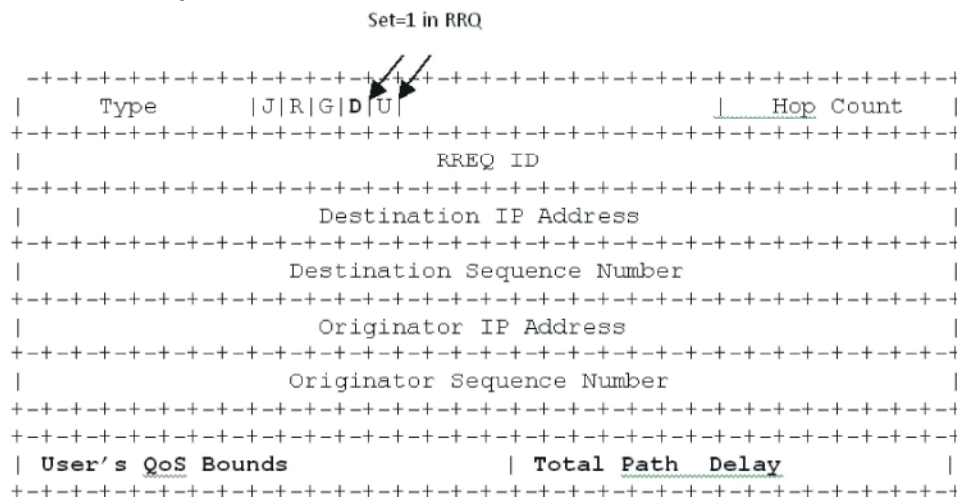 Set=1 in RRQ
-+-+-+-+-+-+-+-+-+-+-+-+-+-+-+-+-+-+-+-+-+-+-+-+-+-+-+-+-+-+-+-+
| Type |J|R|G|D|U| | Hop Count |
+-+-+-+-+-+-+-+-+-+-+-+-+-+-+-+-+-+-+-+-+-+-+-+-+-+-+-+-+-+-+-+-+
| RREQ ID |
+-+-+-+-+-+-+-+-+-+-+-+-+-+-+-+-+-+-+-+-+-+-+-+-+-+-+-+-+-+-+-+-+
| Destination IP Address |
+-+-+-+-+-+-+-+-+-+-+-+-+-+-+-+-+-+-+-+-+-+-+-+-+-+-+-+-+-+-+-+-+
| Destination Sequence Number |
+-+-+-+-+-+-+-+-+-+-+-+-+-+-+-+-+-+-+-+-+-+-+-+-+-+-+-+-+-+-+-+-+
| Originator IP Address |
+-+-+-+-+-+-+-+-+-+-+-+-+-+-+-+-+-+-+-+-+-+-+-+-+-+-+-+-+-+-+-+-+
| Originator Sequence Number |
+-+-+-+-+-+-+-+-+-+-+-+-+-+-+-+-+-+-+-+-+-+-+-+-+-+-+-+-+-+-+-+-+
+-+-+-+-+-+-+-+-+-+-+-+-+-+-+-+-+-+-+-+-+-+-+-+-+-+-+-+-+-+-+-+-+
| User's QoS Bounds | Total Path Delay |
+-+-+-+-+-+-+-+-+-+-+-+-+-+-+-+-+-+-+-+-+-+-+-+-+-+-+-+-+-+-+-+-+